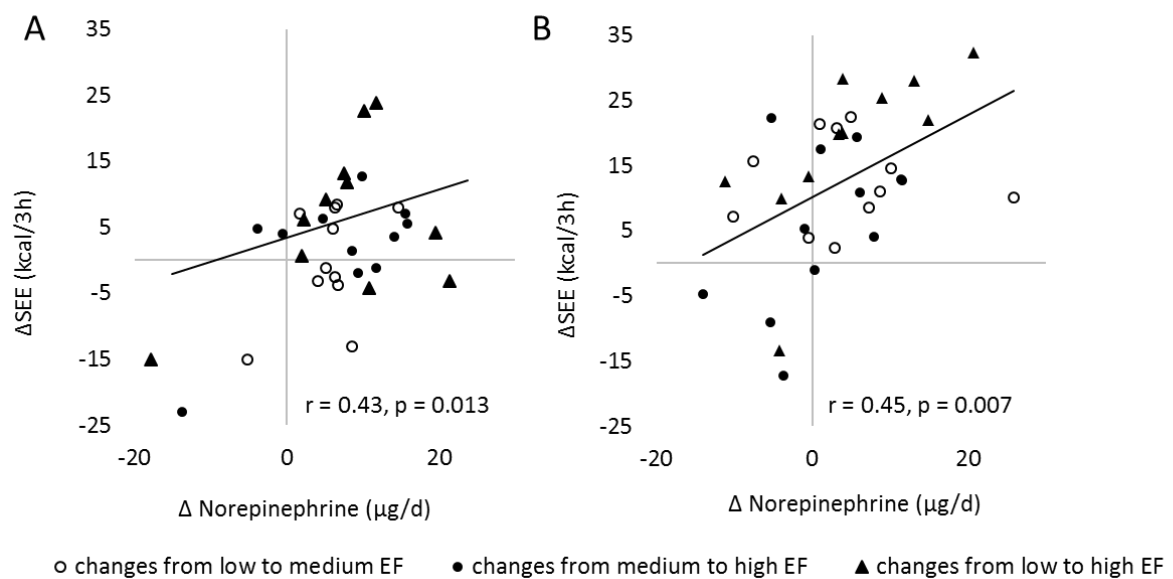 A
35
25
15
5
-5
-15
-25
ΔSEE (kcal/3h)
r = 0.43, p = 0.013
-20 0 20
Δ Norepinephrine (µg/d)
B
35
25
15
5
-5
-15
-25
ΔSEE (kcal/3h)
r = 0.45, p = 0.007
-20 0 20
Δ Norepinephrine (µg/d)
changes from low to medium EF changes from medium to high EF changes from low to high EF